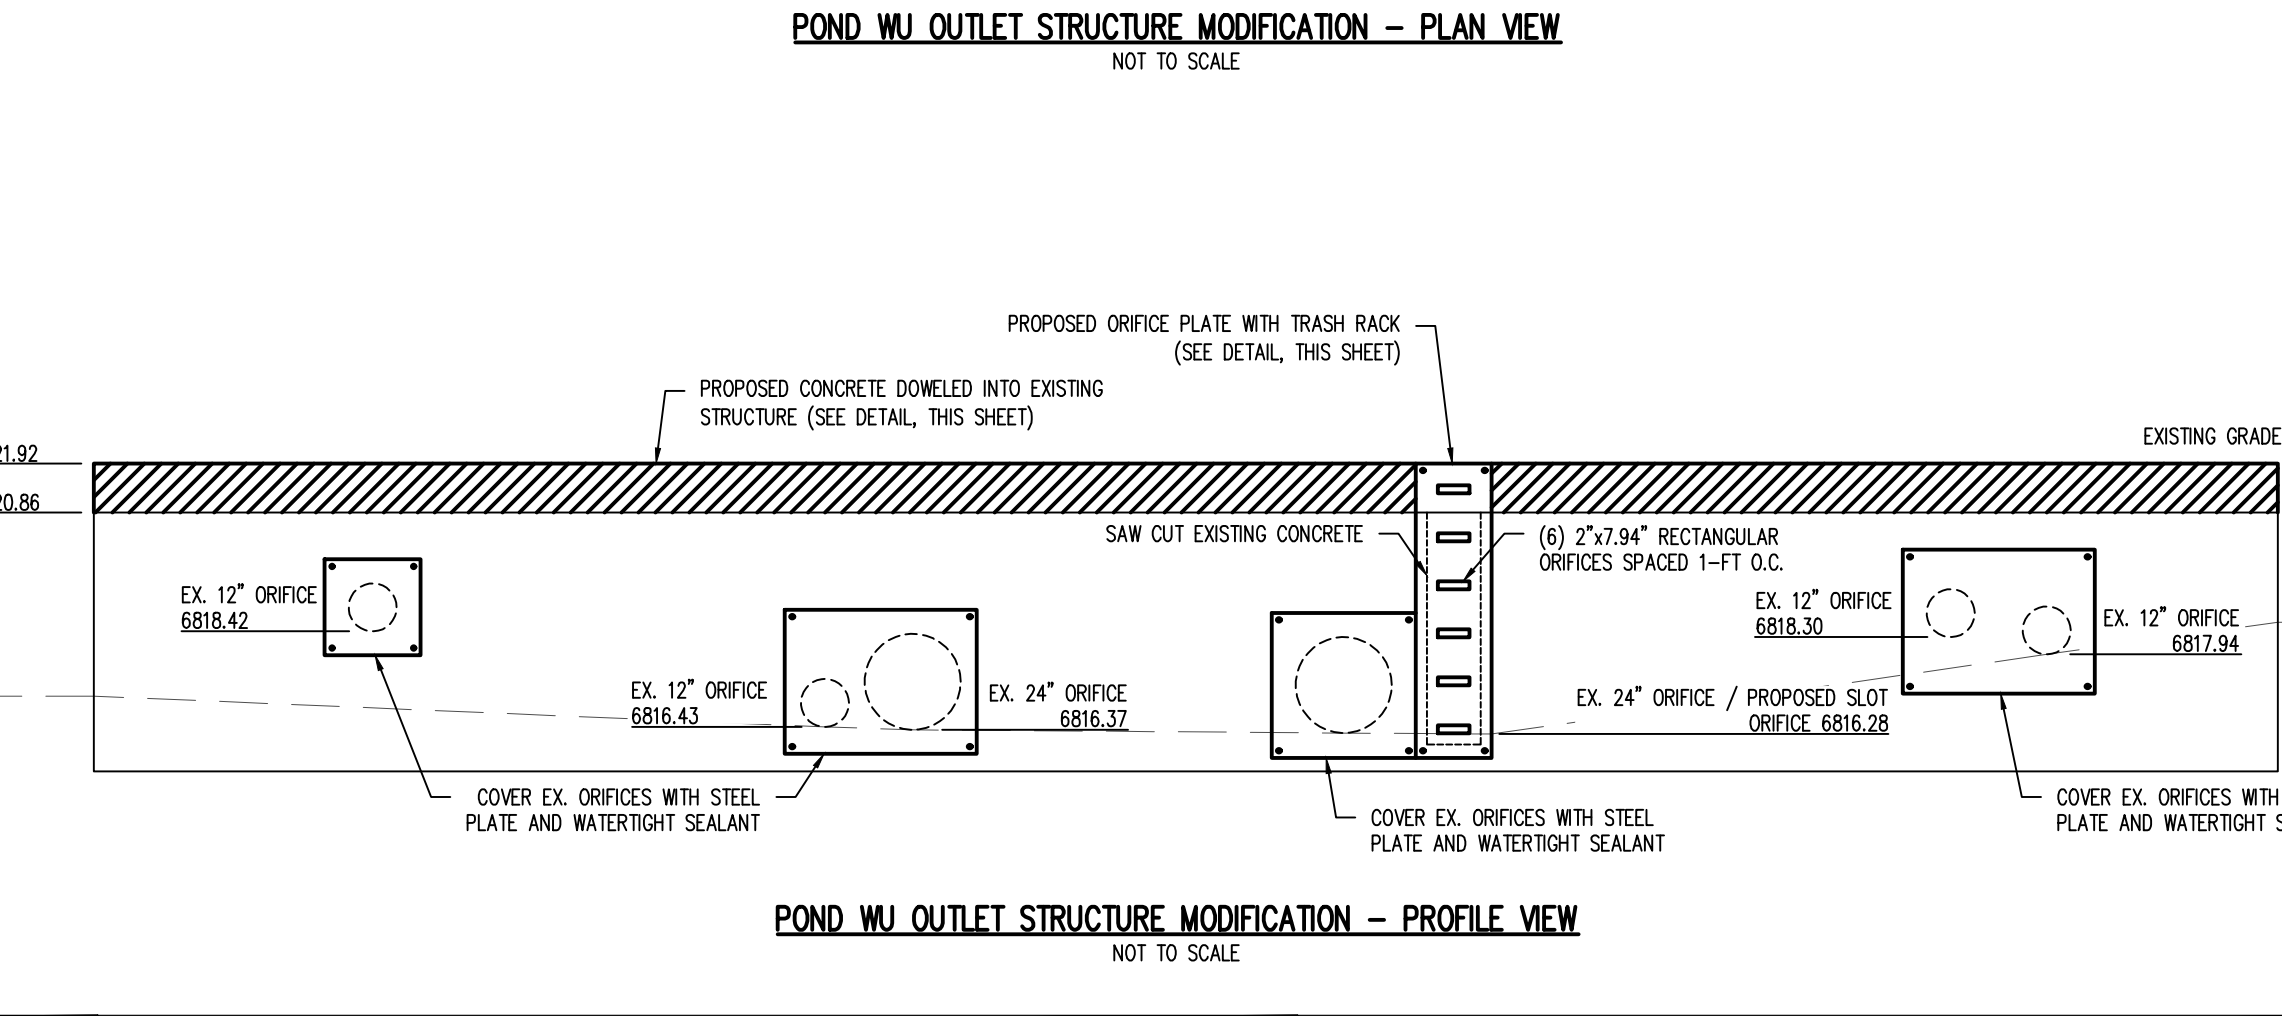 POND WU OUTLET STRUCTURE MODIFICATION – PLAN VIEW
NOT TO SCALE
PROPOSED ORIFICE PLATE WITH TRASH RACK
(SEE DETAIL, THIS SHEET)
PROPOSED CONCRETE DOWELED INTO EXISTING
STRUCTURE (SEE DETAIL, THIS SHEET)
EXISTING GRADE
21.92
20.86
SAW CUT EXISTING CONCRETE
(6) 2"x7.94" RECTANGULAR
ORIFICES SPACED 1–FT O.C.
EX. 12" ORIFICE
6818.42
EX. 12" ORIFICE
6816.43
EX. 24" ORIFICE
6816.37
EX. 24" ORIFICE / PROPOSED SLOT
ORIFICE 6816.28
EX. 12" ORIFICE
6818.30
EX. 12" ORIFICE
6817.94
COVER EX. ORIFICES WITH STEEL
PLATE AND WATERTIGHT SEALANT
COVER EX. ORIFICES WITH STEEL
PLATE AND WATERTIGHT SEALANT
COVER EX. ORIFICES WITH
PLATE AND WATERTIGHT
POND WU OUTLET STRUCTURE MODIFICATION – PROFILE VIEW
NOT TO SCALE